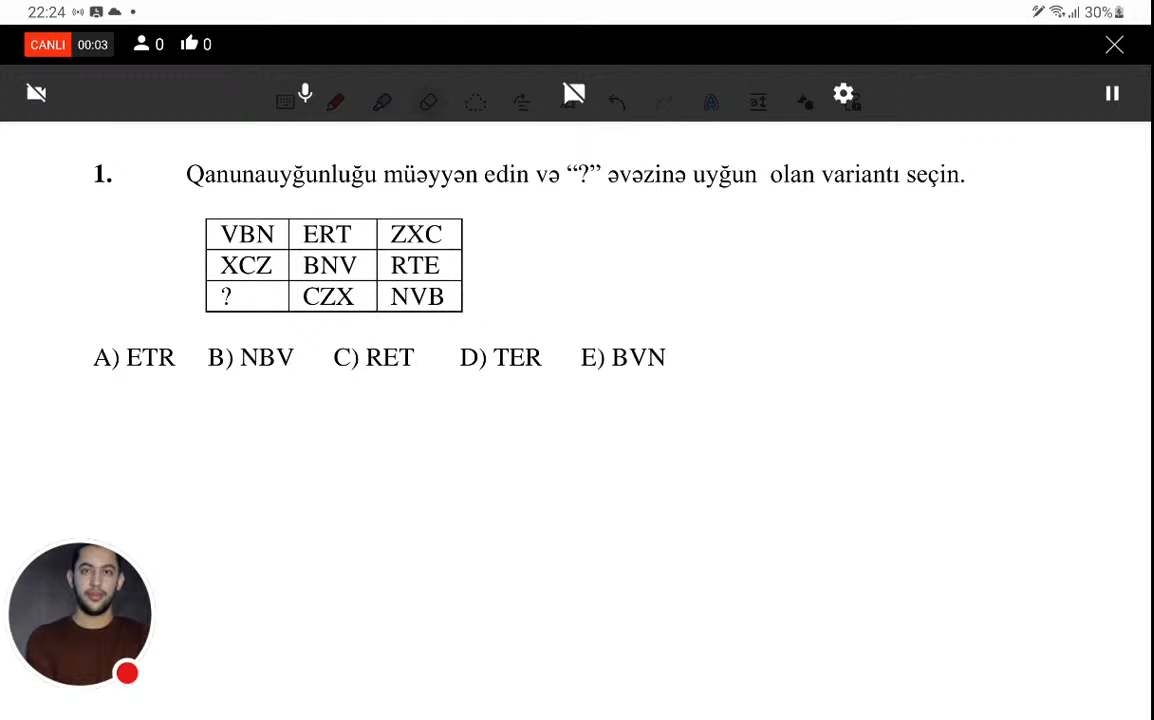 22:24 30%
CANLI 00:03 0 0
1. Qanunauyğunluğu müəyyən edin və “?” əvəzinə uyğun olan variantı seçin.
VBN ERT ZXC
XCZ BNV RTE
? CZX NVB
A) ETR B) NBV C) RET D) TER E) BVN